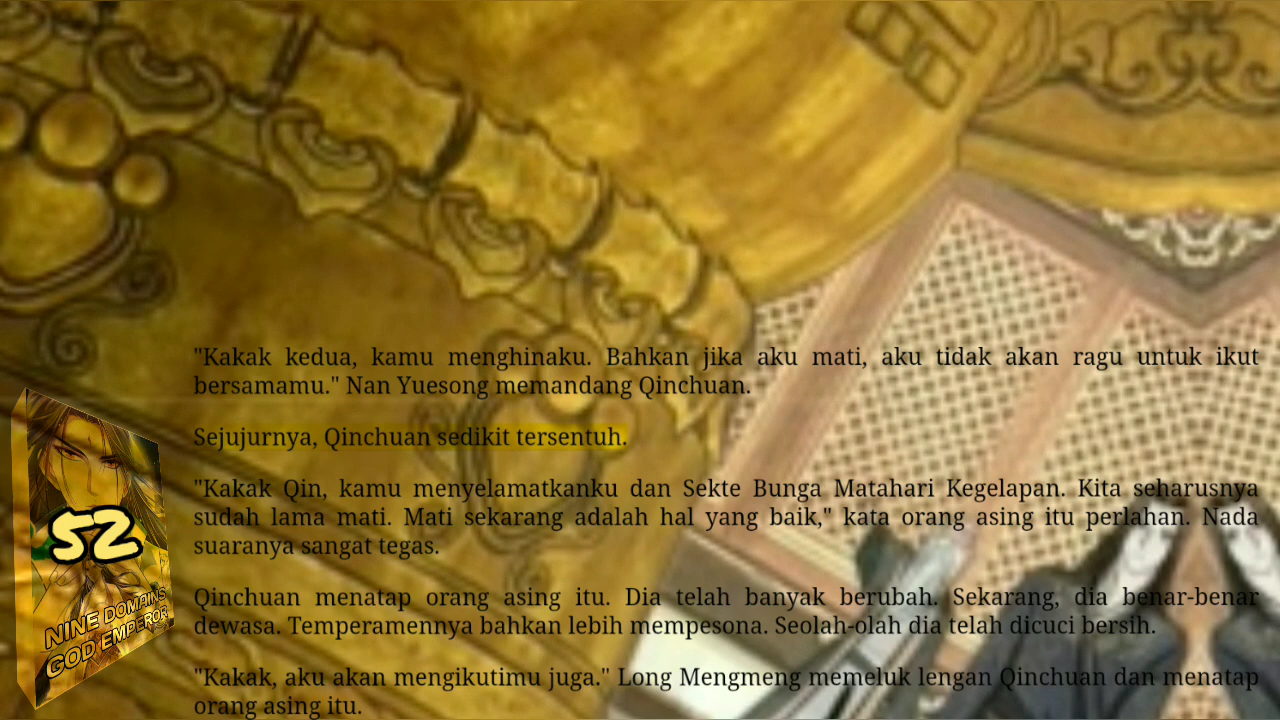 "Kakak kedua, kamu menghinaku. Bahkan jika aku mati, aku tidak akan ragu untuk ikut
bersamamu." Nan Yuesong memandang Qinchuan.
Sejujurnya, Qinchuan sedikit tersentuh.
"Kakak Qin, kamu menyelamatkanku dan Sekte Bunga Matahari Kegelapan. Kita seharusnya
sudah lama mati. Mati sekarang adalah hal yang baik," kata orang asing itu perlahan. Nada
suaranya sangat tegas.
Qinchuan menatap orang asing itu. Dia telah banyak berubah. Sekarang, dia benar-benar
dewasa. Temperamennya bahkan lebih mempesona. Seolah-olah dia telah dicuci bersih.
"Kakak, aku akan mengikutimu juga." Long Mengmeng memeluk lengan Qinchuan dan menatap
orang asing itu.
52
NINE DOMAINS
GOD EMPEROR